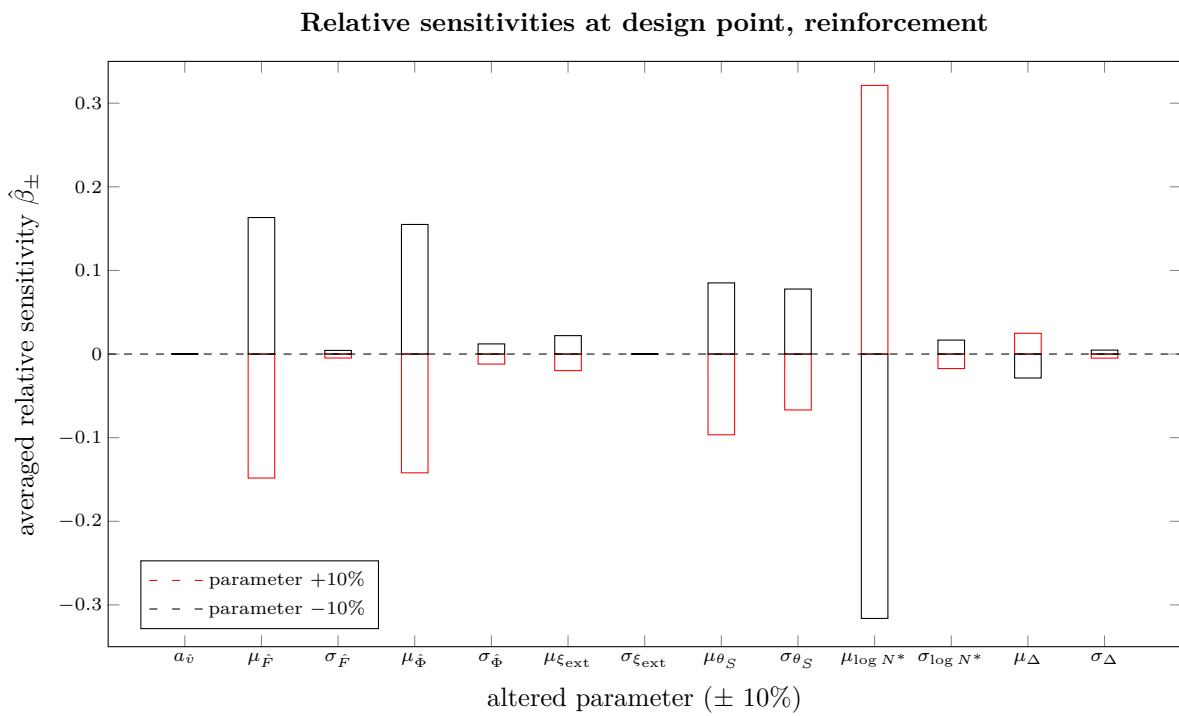 Relative sensitivities at design point, reinforcement
averaged relative sensitivity β̂±
0.3
0.2
0.1
0
−0.1
−0.2
−0.3
parameter +10%
parameter −10%
a_v̂ μ_F̂ σ_F̂ μ_Φ̂ σ_Φ̂ μ_ξext σ_ξext μ_θS σ_θS μ_log N* σ_log N* μ_Δ σ_Δ
altered parameter (± 10%)